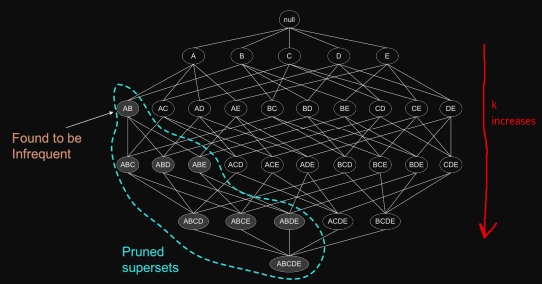 null
A B C D E
AB AC AD AE BC BD BE CD CE DE
k
increases
Found to be
Infrequent
ABC ABD ABE ACD ACE ADE BCD BCE BDE CDE
ABCD ABCE ABDE ACDE BCDE
Pruned
supersets
ABCDE